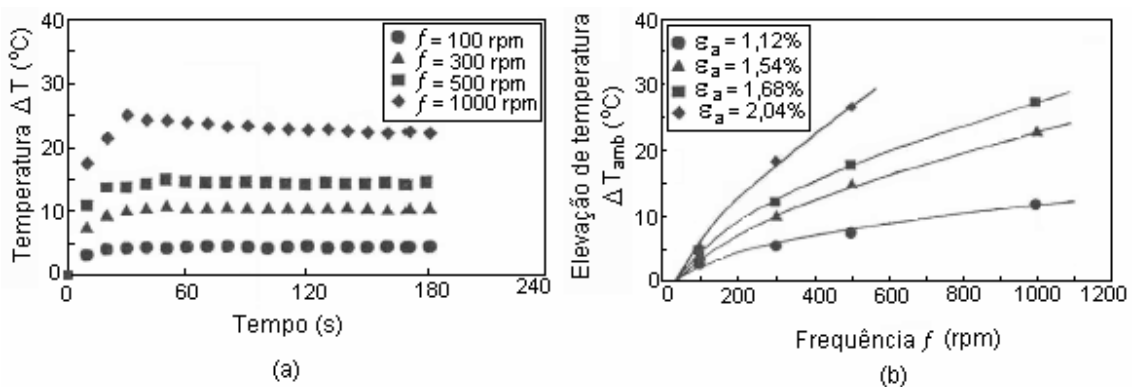 Temperatura ΔT (ºC)
40
30
20
10
0
ƒ = 100 rpm
ƒ = 300 rpm
ƒ = 500 rpm
ƒ = 1000 rpm
0
60
120
180
240
Tempo (s)
(a)
Elevação de temperatura
ΔTamb (ºC)
40
30
20
10
0
εa = 1,12%
εa = 1,54%
εa = 1,68%
εa = 2,04%
200
400
600
800
1000
1200
Frequência ƒ (rpm)
(b)